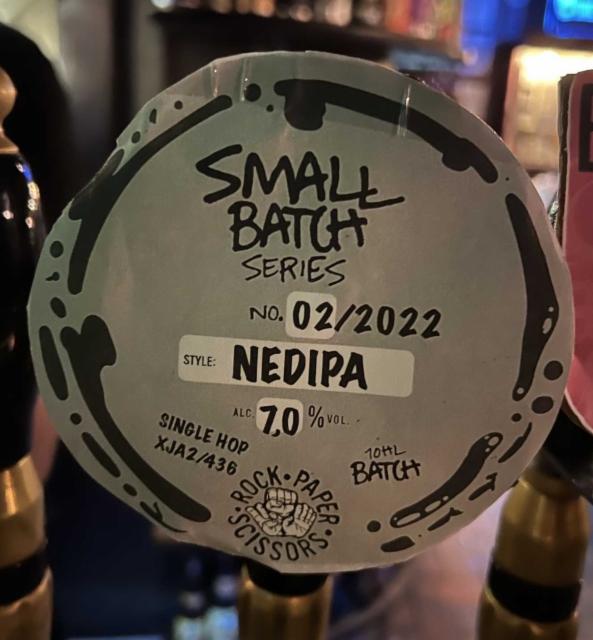 SMALL
BATCH
SERIES
NO. 02/2022
STYLE: NEDIPA
ALC. 7,0 % VOL.
SINGLE HOP
XJA2/436
10HL
BATCH
ROCK • PAPER
SCISSORS